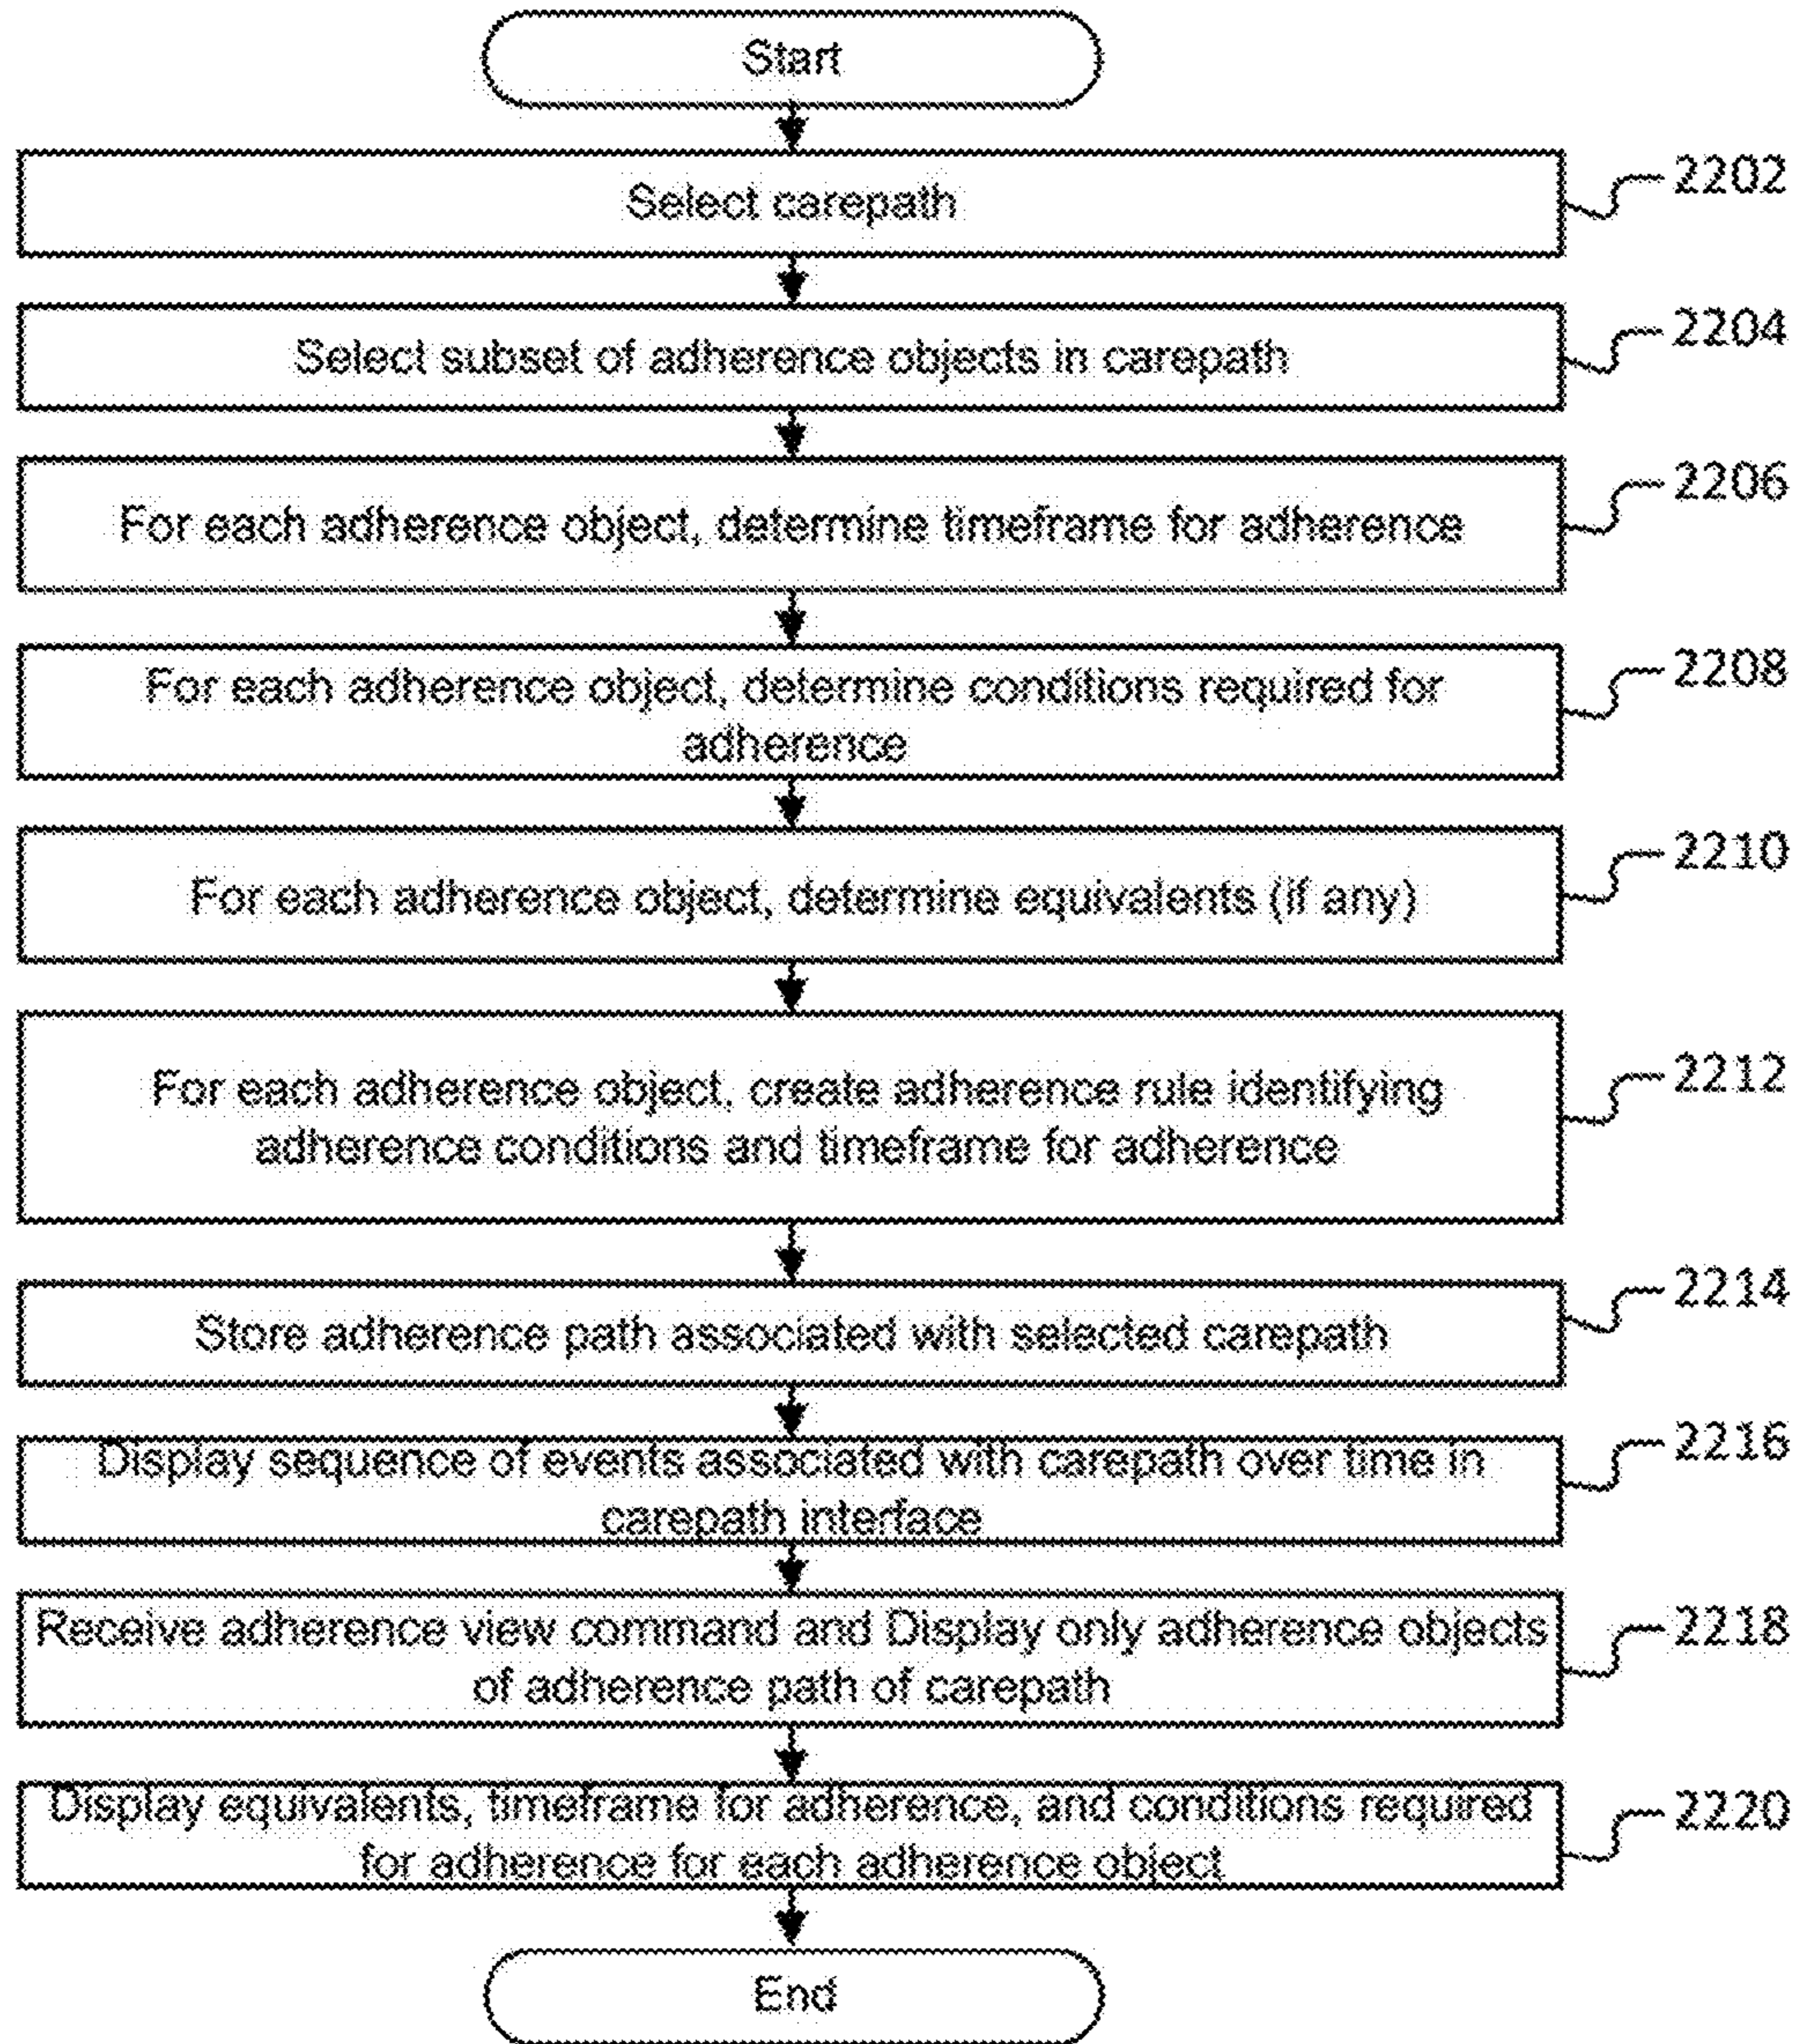 Start
Select carepath
2202
Select subset of adherence objects in carepath
2204
For each adherence object, determine timeframe for adherence
2206
For each adherence object, determine conditions required for
adherence
2208
For each adherence object, determine equivalents (if any)
2210
For each adherence object, create adherence rule identifying
adherence conditions and timeframe for adherence
2212
Store adherence path associated with selected carepath
2214
Display sequence of events associated with carepath over time in
carepath interface
2216
Receive adherence view command and Display only adherence objects
of adherence path of carepath
2218
Display equivalents, timeframe for adherence, and conditions required
for adherence for each adherence object
2220
End